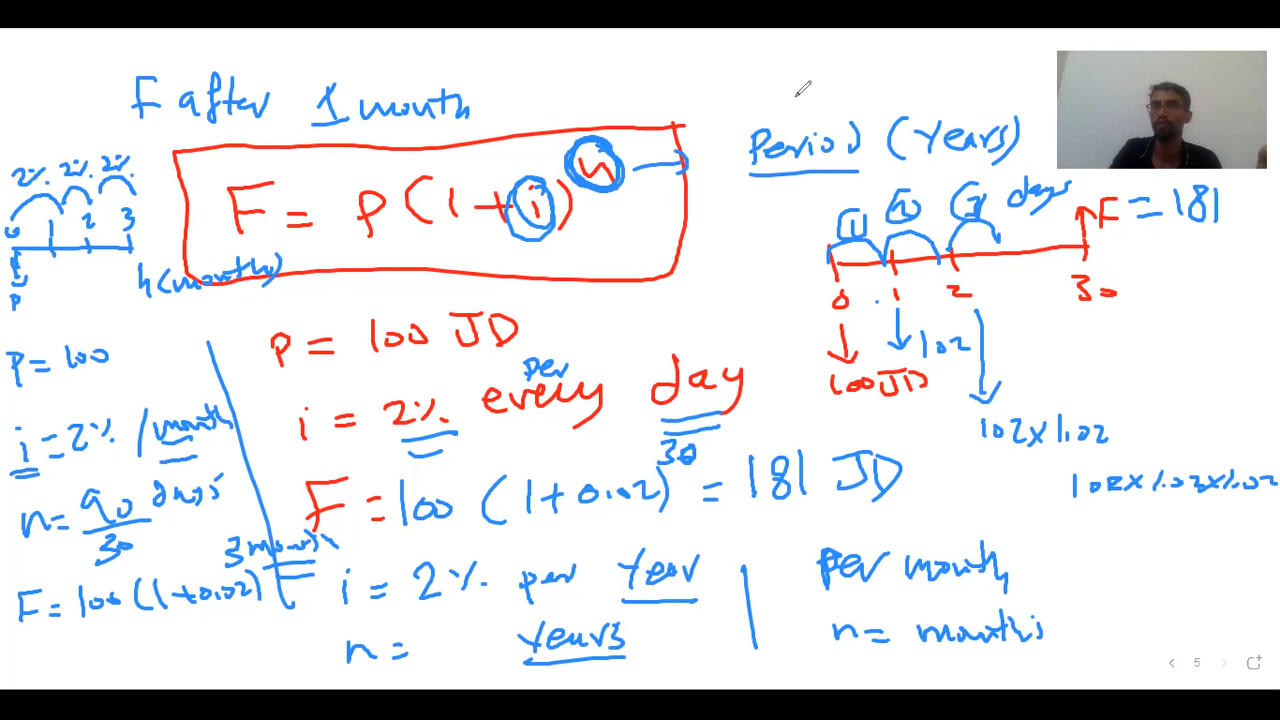 F after 1 month
F = P(1+i)^n
Period (Years)
2% 2% 2%
0 1 2 3
P
n(months)
1 2 3 days
F = 181
0 1 2 30
100JD
102
102×1.02
102×1.02×1.02
P = 100 JD
i = 2% per every day
30
F = 100 (1+0.02) = 181 JD
P = 100
i = 2% / month
n = 90 days
30
3 months
F = 100(1+0.02)
i = 2% per year
n = years
per month
n = months
5